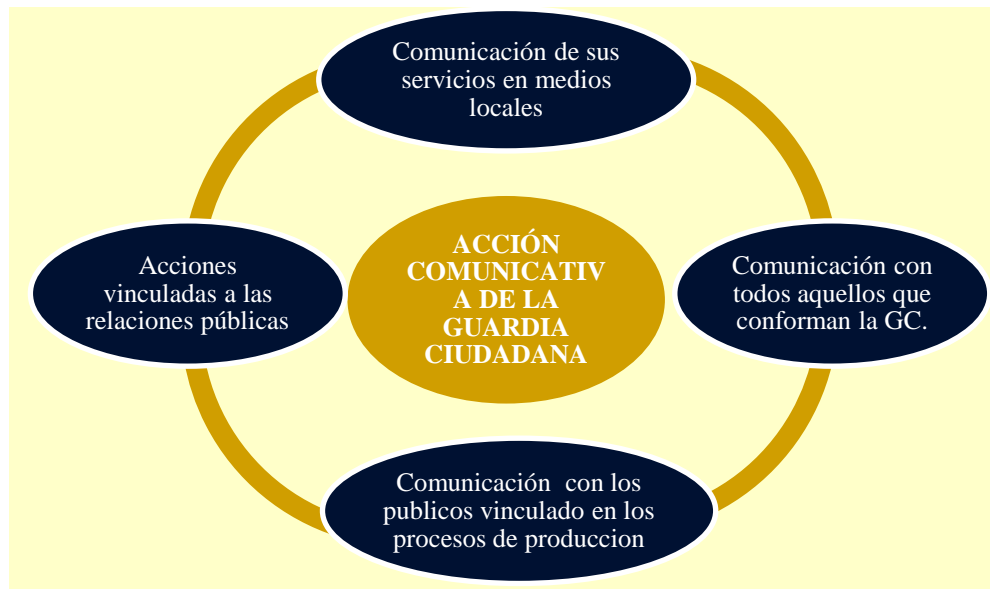 Comunicación de sus
servicios en medios
locales
Acciones
vinculadas a las
relaciones públicas
ACCIÓN
COMUNICATIV
A DE LA
GUARDIA
CIUDADANA
Comunicación con
todos aquellos que
conforman la GC.
Comunicación con los
publicos vinculado en los
procesos de produccion